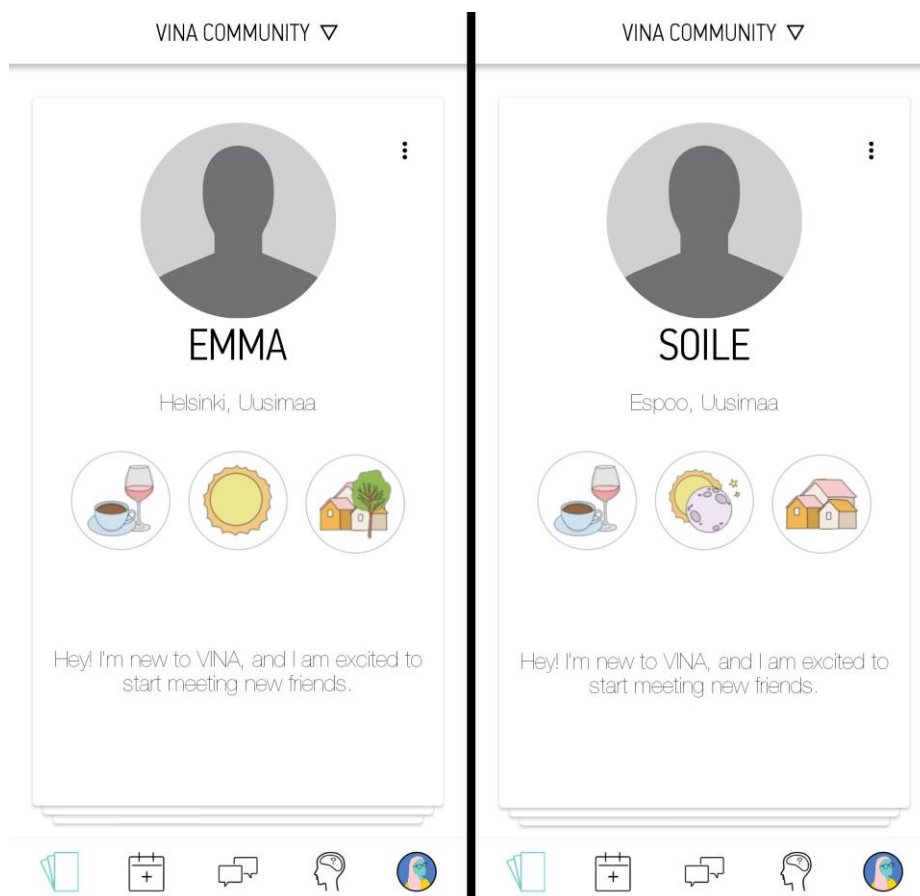 VINA COMMUNITY
EMMA
Helsinki, Uusimaa
Hey! I'm new to VINA, and I am excited to
start meeting new friends.
VINA COMMUNITY
SOILE
Espoo, Uusimaa
Hey! I'm new to VINA, and I am excited to
start meeting new friends.